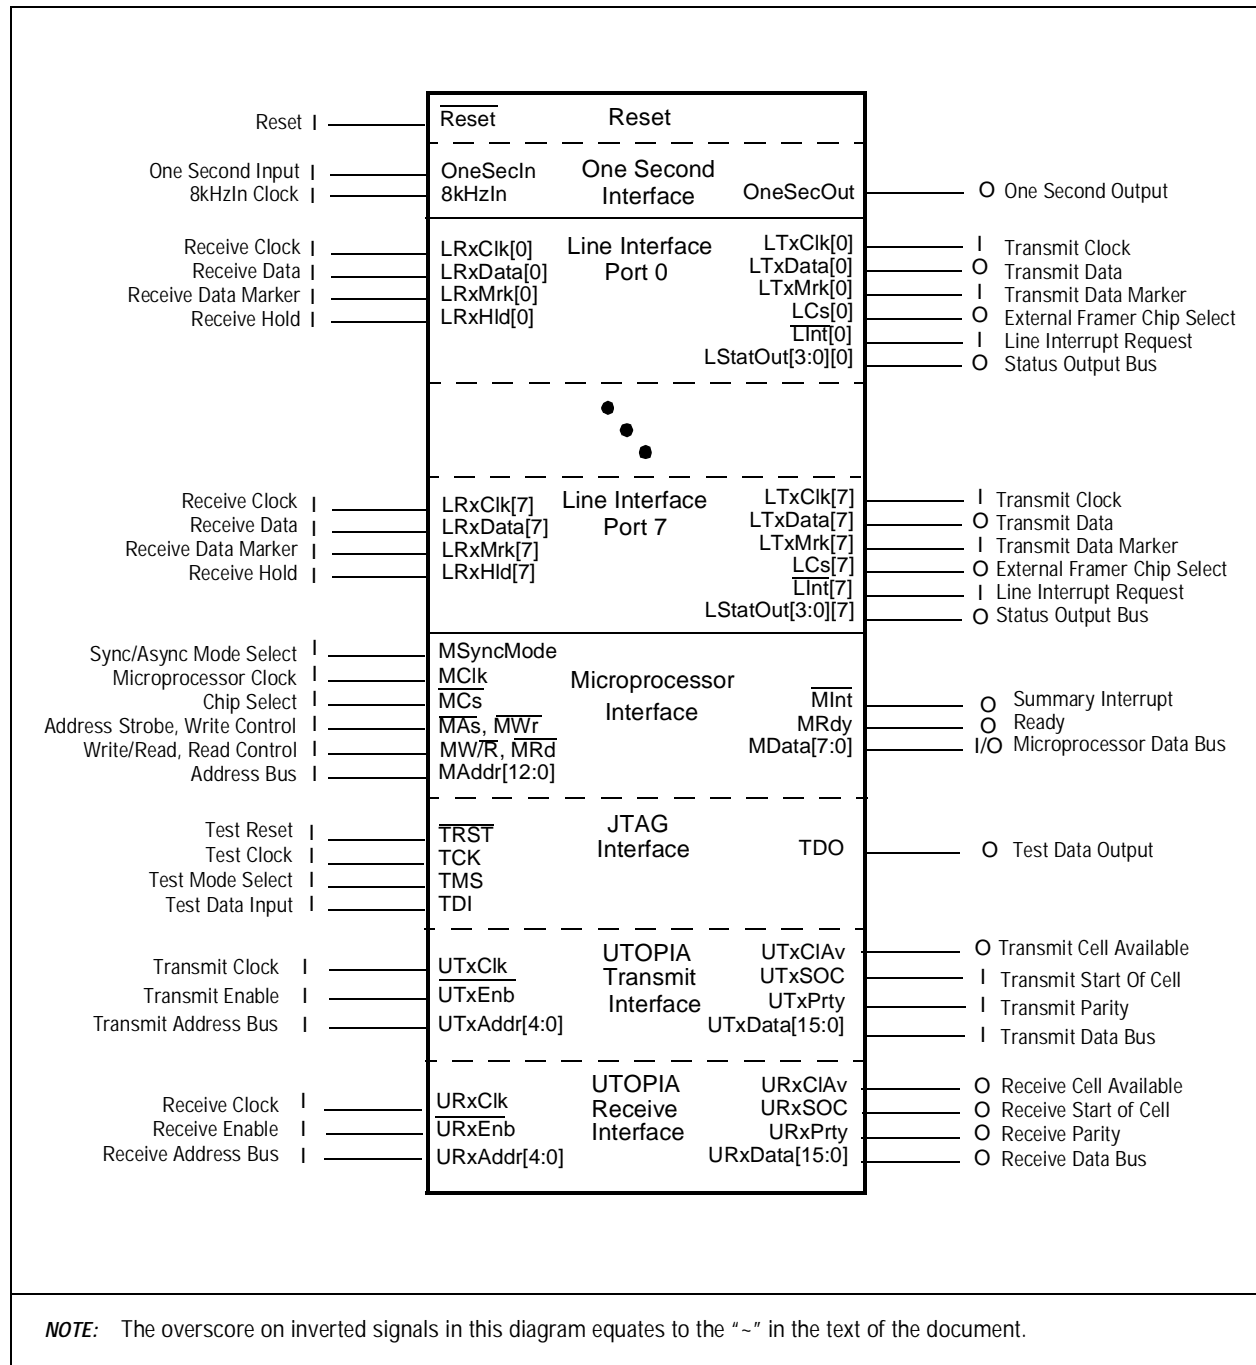 Reset I Reset Reset
One Second Input I OneSecIn One Second
8kHzIn Clock I 8kHzIn Interface OneSecOut O One Second Output
Receive Clock I LRxClk[0] Line Interface LTxClk[0] I Transmit Clock
Receive Data I LRxData[0] Port 0 LTxData[0] O Transmit Data
Receive Data Marker I LRxMrk[0] LTxMrk[0] I Transmit Data Marker
Receive Hold I LRxHld[0] LCs[0] O External Framer Chip Select
LInt[0] I Line Interrupt Request
LStatOut[3:0][0] O Status Output Bus
Receive Clock I LRxClk[7] Line Interface LTxClk[7] I Transmit Clock
Receive Data I LRxData[7] Port 7 LTxData[7] O Transmit Data
Receive Data Marker I LRxMrk[7] LTxMrk[7] I Transmit Data Marker
Receive Hold I LRxHld[7] LCs[7] O External Framer Chip Select
LInt[7] I Line Interrupt Request
LStatOut[3:0][7] O Status Output Bus
Sync/Async Mode Select I MSyncMode
Microprocessor Clock I MClk Microprocessor
Chip Select I MCs Interface MInt O Summary Interrupt
Address Strobe, Write Control I MAs, MWr MRdy O Ready
Write/Read, Read Control I MW/R, MRd MData[7:0] I/O Microprocessor Data Bus
Address Bus I MAddr[12:0]
Test Reset I TRST JTAG
Test Clock I TCK Interface TDO O Test Data Output
Test Mode Select I TMS
Test Data Input I TDI
UTOPIA UTxClAv O Transmit Cell Available
Transmit Clock I UTxClk Transmit UTxSOC I Transmit Start Of Cell
Transmit Enable I UTxEnb Interface UTxPrty I Transmit Parity
Transmit Address Bus I UTxAddr[4:0] UTxData[15:0] I Transmit Data Bus
UTOPIA URxClAv O Receive Cell Available
Receive Clock I URxClk Receive URxSOC O Receive Start of Cell
Receive Enable I URxEnb Interface URxPrty O Receive Parity
Receive Address Bus I URxAddr[4:0] URxData[15:0] O Receive Data Bus
NOTE: The overscore on inverted signals in this diagram equates to the "~" in the text of the document.